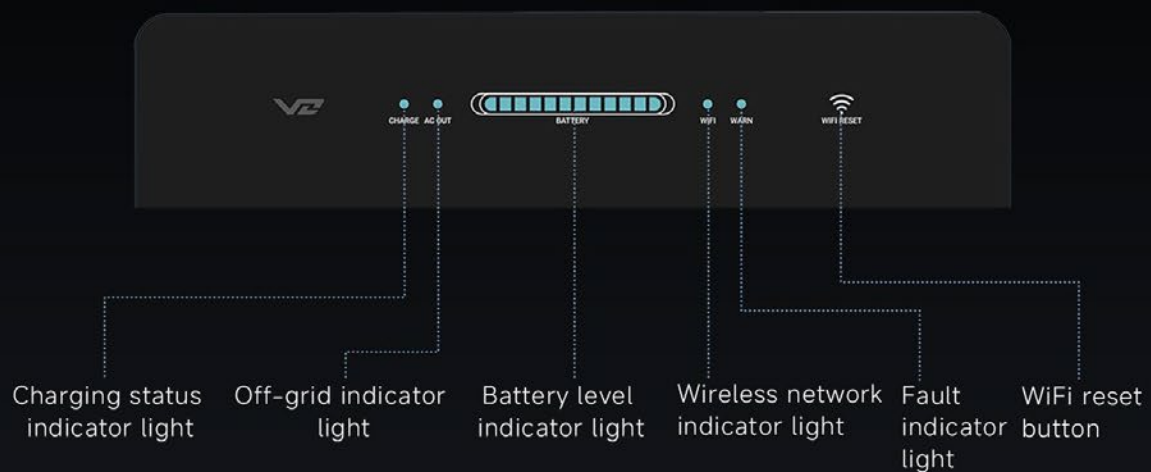 CHARGE AC OUT BATTERY WIFI WARN WIFI RESET
Charging status
indicator light
Off-grid indicator
light
Battery level
indicator light
Wireless network
indicator light
Fault
indicator
light
WiFi reset
button